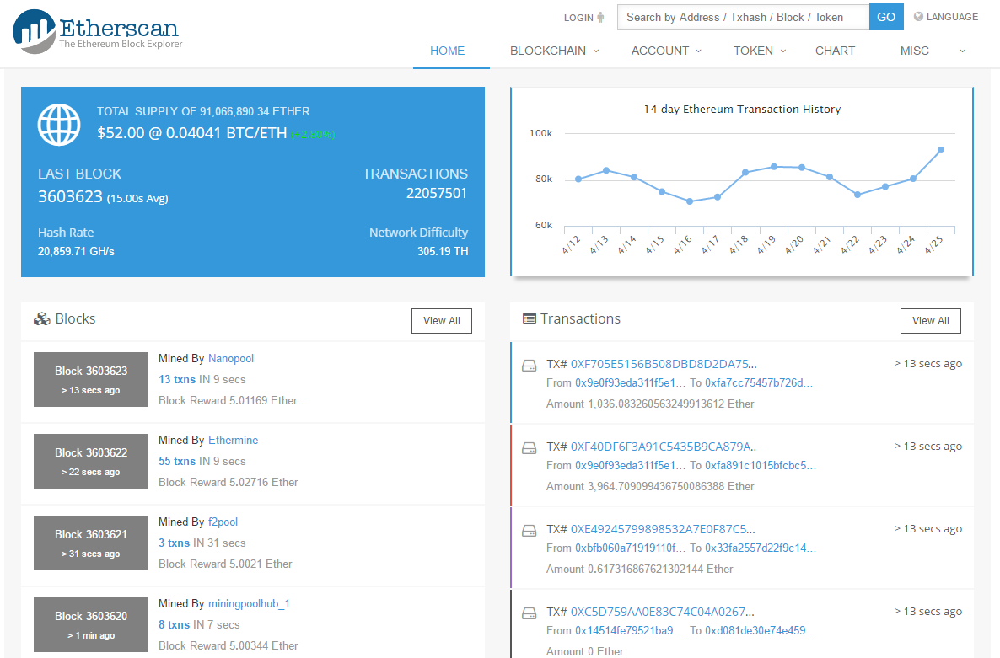 Etherscan
The Ethereum Block Explorer
LOGIN
Search by Address / Txhash / Block / Token
GO
LANGUAGE
HOME
BLOCKCHAIN
ACCOUNT
TOKEN
CHART
MISC
TOTAL SUPPLY OF 91,066,890.34 ETHER
$52.00 @ 0.04041 BTC/ETH (+2.80%)
LAST BLOCK
3603623 (15.00s Avg)
TRANSACTIONS
22057501
Hash Rate
20,859.71 GH/s
Network Difficulty
305.19 TH
14 day Ethereum Transaction History
100k
80k
60k
4/12
4/13
4/14
4/15
4/16
4/17
4/18
4/19
4/20
4/21
4/22
4/23
4/24
4/25
Blocks
View All
Block 3603623
> 13 secs ago
Mined By Nanopool
13 txns IN 9 secs
Block Reward 5.01169 Ether
Block 3603622
> 22 secs ago
Mined By Ethermine
55 txns IN 9 secs
Block Reward 5.02716 Ether
Block 3603621
> 31 secs ago
Mined By f2pool
3 txns IN 31 secs
Block Reward 5.0021 Ether
Block 3603620
> 1 min ago
Mined By miningpoolhub_1
8 txns IN 7 secs
Block Reward 5.00344 Ether
Transactions
View All
TX# 0XF705E5156B508DBD8D2DA75...
> 13 secs ago
From 0x9e0f93eda311f5e1... To 0xfa7cc75457b726d...
Amount 1,036.083260563249913612 Ether
TX# 0XF40DF6F3A91C5435B9CA879A..
> 13 secs ago
From 0x9e0f93eda311f5e1... To 0xfa891c1015bfcbc5...
Amount 3,964.709099436750086388 Ether
TX# 0XE49245799898532A7E0F87C5...
> 13 secs ago
From 0xbfb060a71919110f... To 0x33fa2557d22f9c14...
Amount 0.617316867621302144 Ether
TX# 0XC5D759AA0E83C74C04A0267...
> 13 secs ago
From 0x14514fe79521ba9... To 0xd081de30e74e459...
Amount 0 Ether